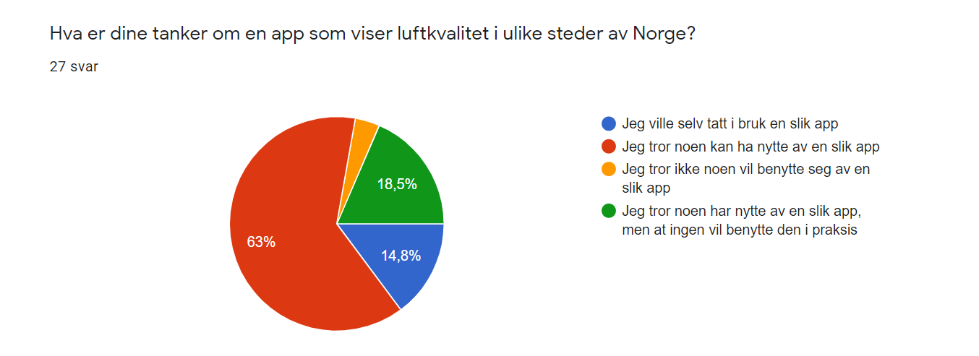 Hva er dine tanker om en app som viser luftkvalitet i ulike steder av Norge?
27 svar
18,5%
63%
14,8%
Jeg ville selv tatt i bruk en slik app
Jeg tror noen kan ha nytte av en slik app
Jeg tror ikke noen vil benytte seg av en
slik app
Jeg tror noen har nytte av en slik app,
men at ingen vil benytte den i praksis